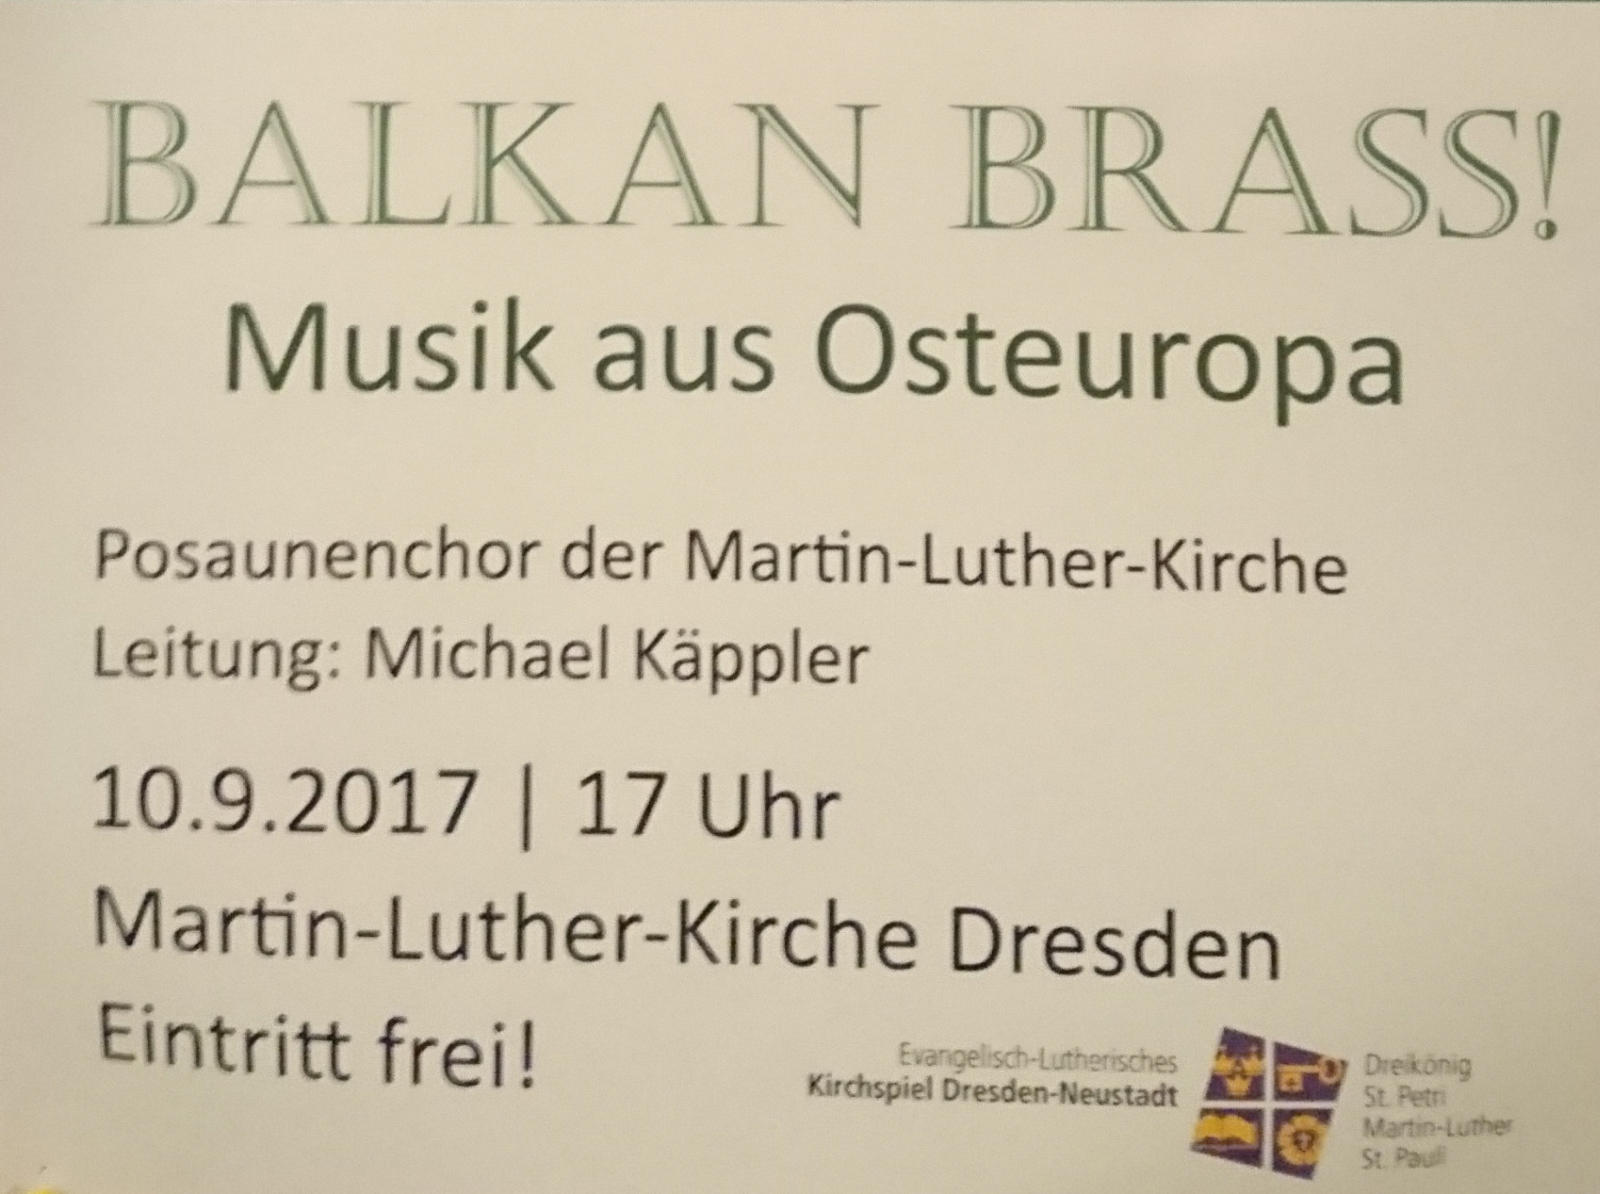 BALKAN BRASS!
Musik aus Osteuropa
Posaunenchor der Martin-Luther-Kirche
Leitung: Michael Käppler
10.9.2017 | 17 Uhr
Martin-Luther-Kirche Dresden
Eintritt frei!
Evangelisch-Lutherisches
Kirchspiel Dresden-Neustadt
Dreikönig
St. Petri
Martin-Luther
St. Pauli